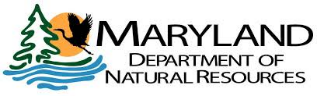 MARYLAND
DEPARTMENT OF
NATURAL RESOURCES